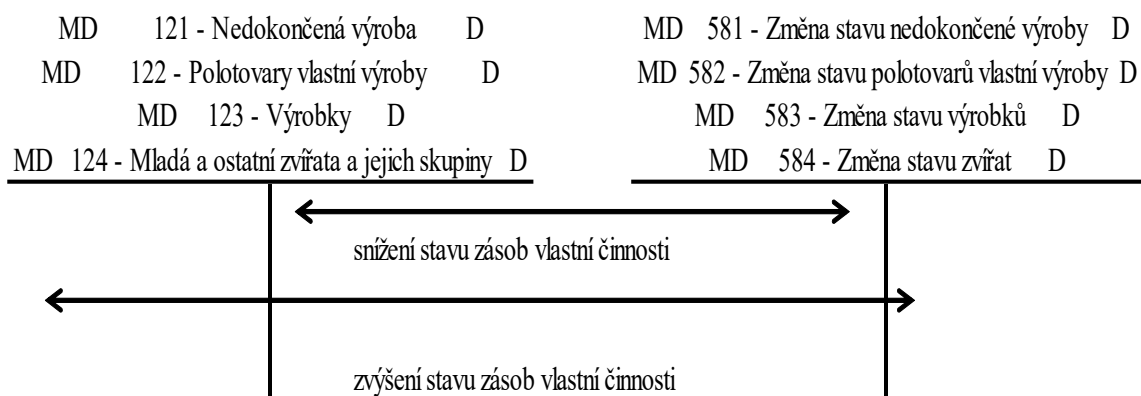 MD 121 - Nedokončená výroba D
MD 122 - Polotovary vlastní výroby D
MD 123 - Výrobky D
MD 124 - Mladá a ostatní zvířata a jejich skupiny D
MD 581 - Změna stavu nedokončené výroby D
MD 582 - Změna stavu polotovarů vlastní výroby D
MD 583 - Změna stavu výrobků D
MD 584 - Změna stavu zvířat D
snížení stavu zásob vlastní činnosti
zvýšení stavu zásob vlastní činnosti